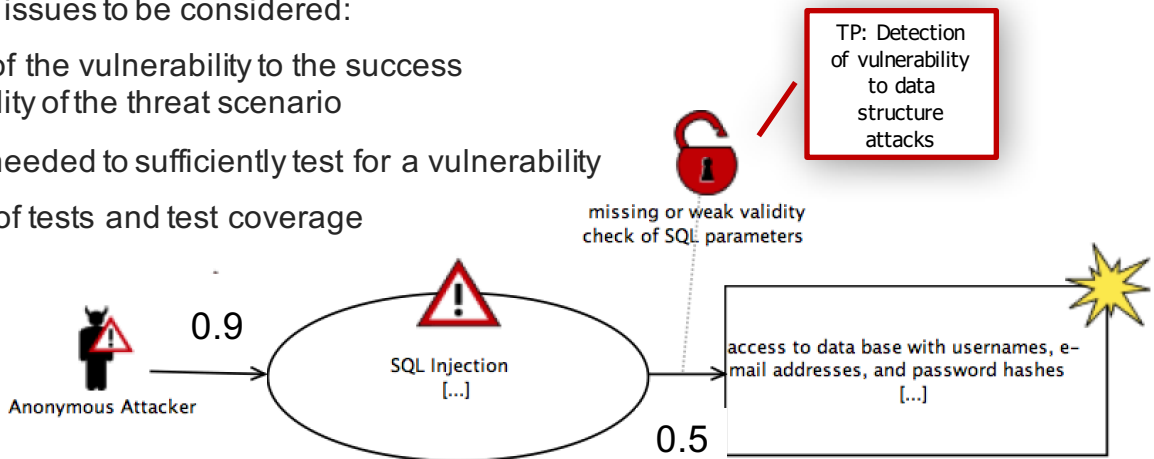 issues to be considered:
of the vulnerability to the success
lity of the threat scenario
needed to sufficiently test for a vulnerability
of tests and test coverage
TP: Detection
of vulnerability
to data
structure
attacks
missing or weak validity
check of SQL parameters
0.9
Anonymous Attacker
SQL Injection
[...]
0.5
access to data base with usernames, e-
mail addresses, and password hashes
[...]